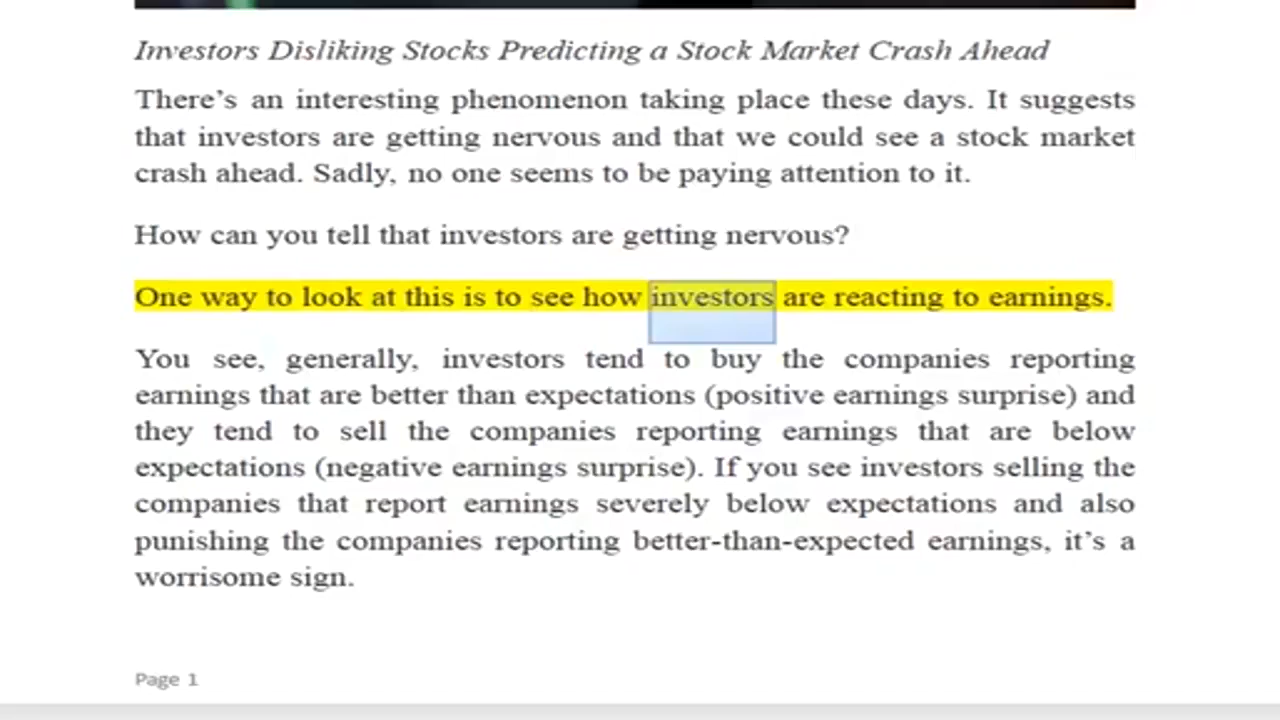 Investors Disliking Stocks Predicting a Stock Market Crash Ahead
There's an interesting phenomenon taking place these days. It suggests
that investors are getting nervous and that we could see a stock market
crash ahead. Sadly, no one seems to be paying attention to it.
How can you tell that investors are getting nervous?
One way to look at this is to see how investors are reacting to earnings.
You see, generally, investors tend to buy the companies reporting
earnings that are better than expectations (positive earnings surprise) and
they tend to sell the companies reporting earnings that are below
expectations (negative earnings surprise). If you see investors selling the
companies that report earnings severely below expectations and also
punishing the companies reporting better-than-expected earnings, it's a
worrisome sign.
Page 1